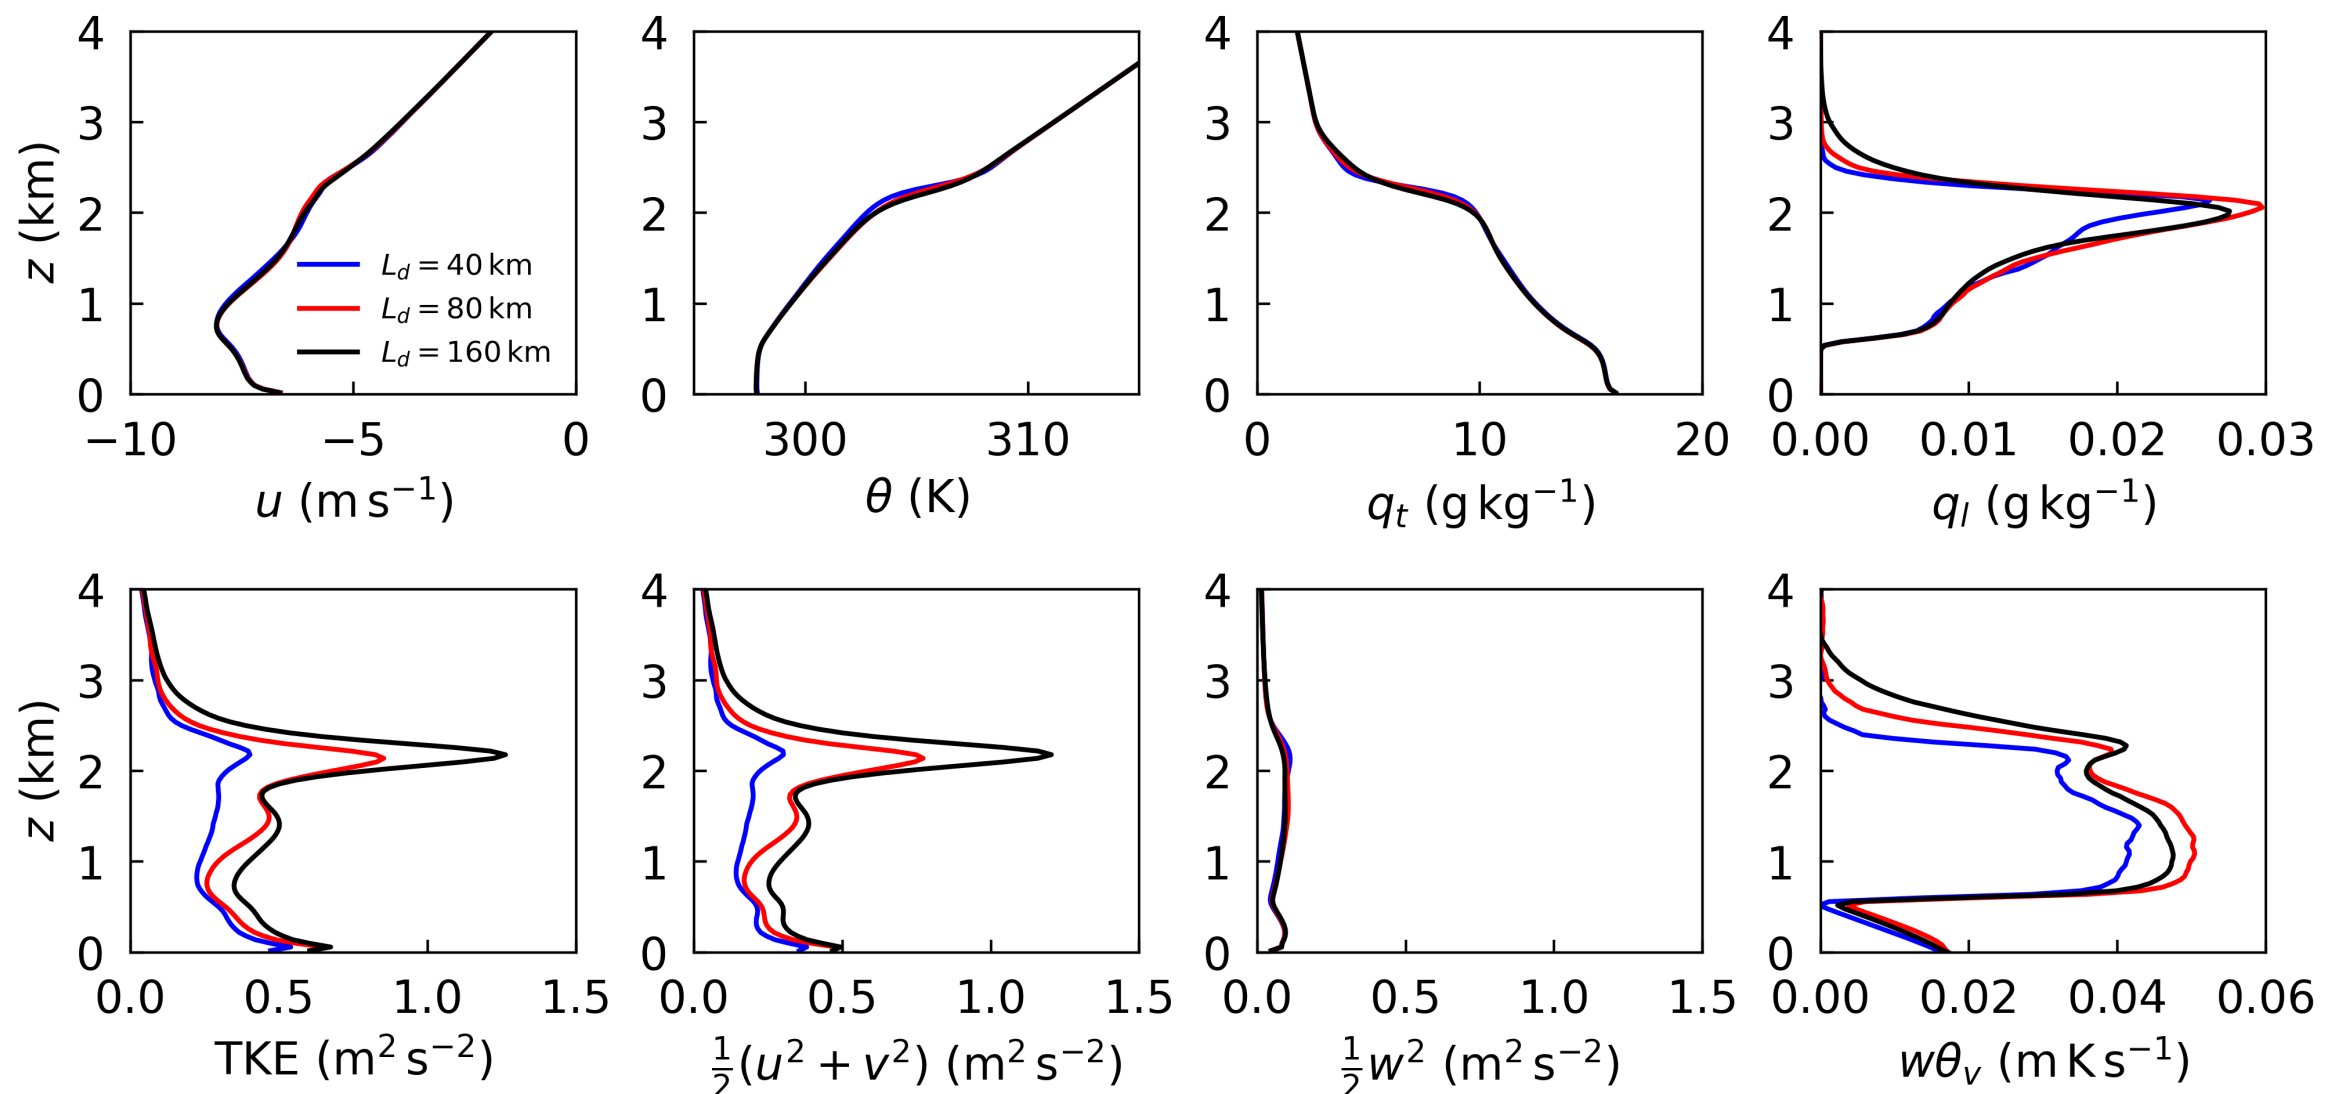 4 4 4 4
3 3 3 3
2 2 2 2
1 1 1 1
0 0 0 0
z (km)
L_d = 40 km
L_d = 80 km
L_d = 160 km
−10 −5 0 300 310 0 10 20 0.00 0.01 0.02 0.03
u (m s⁻¹) θ (K) q_t (g kg⁻¹) q_l (g kg⁻¹)
4 4 4 4
3 3 3 3
2 2 2 2
1 1 1 1
0 0 0 0
z (km)
0.0 0.5 1.0 1.5 0.0 0.5 1.0 1.5 0.0 0.5 1.0 1.5 0.00 0.02 0.04 0.06
TKE (m² s⁻²) ½(u² + v²) (m² s⁻²) ½w² (m² s⁻²) wθ_v (m K s⁻¹)